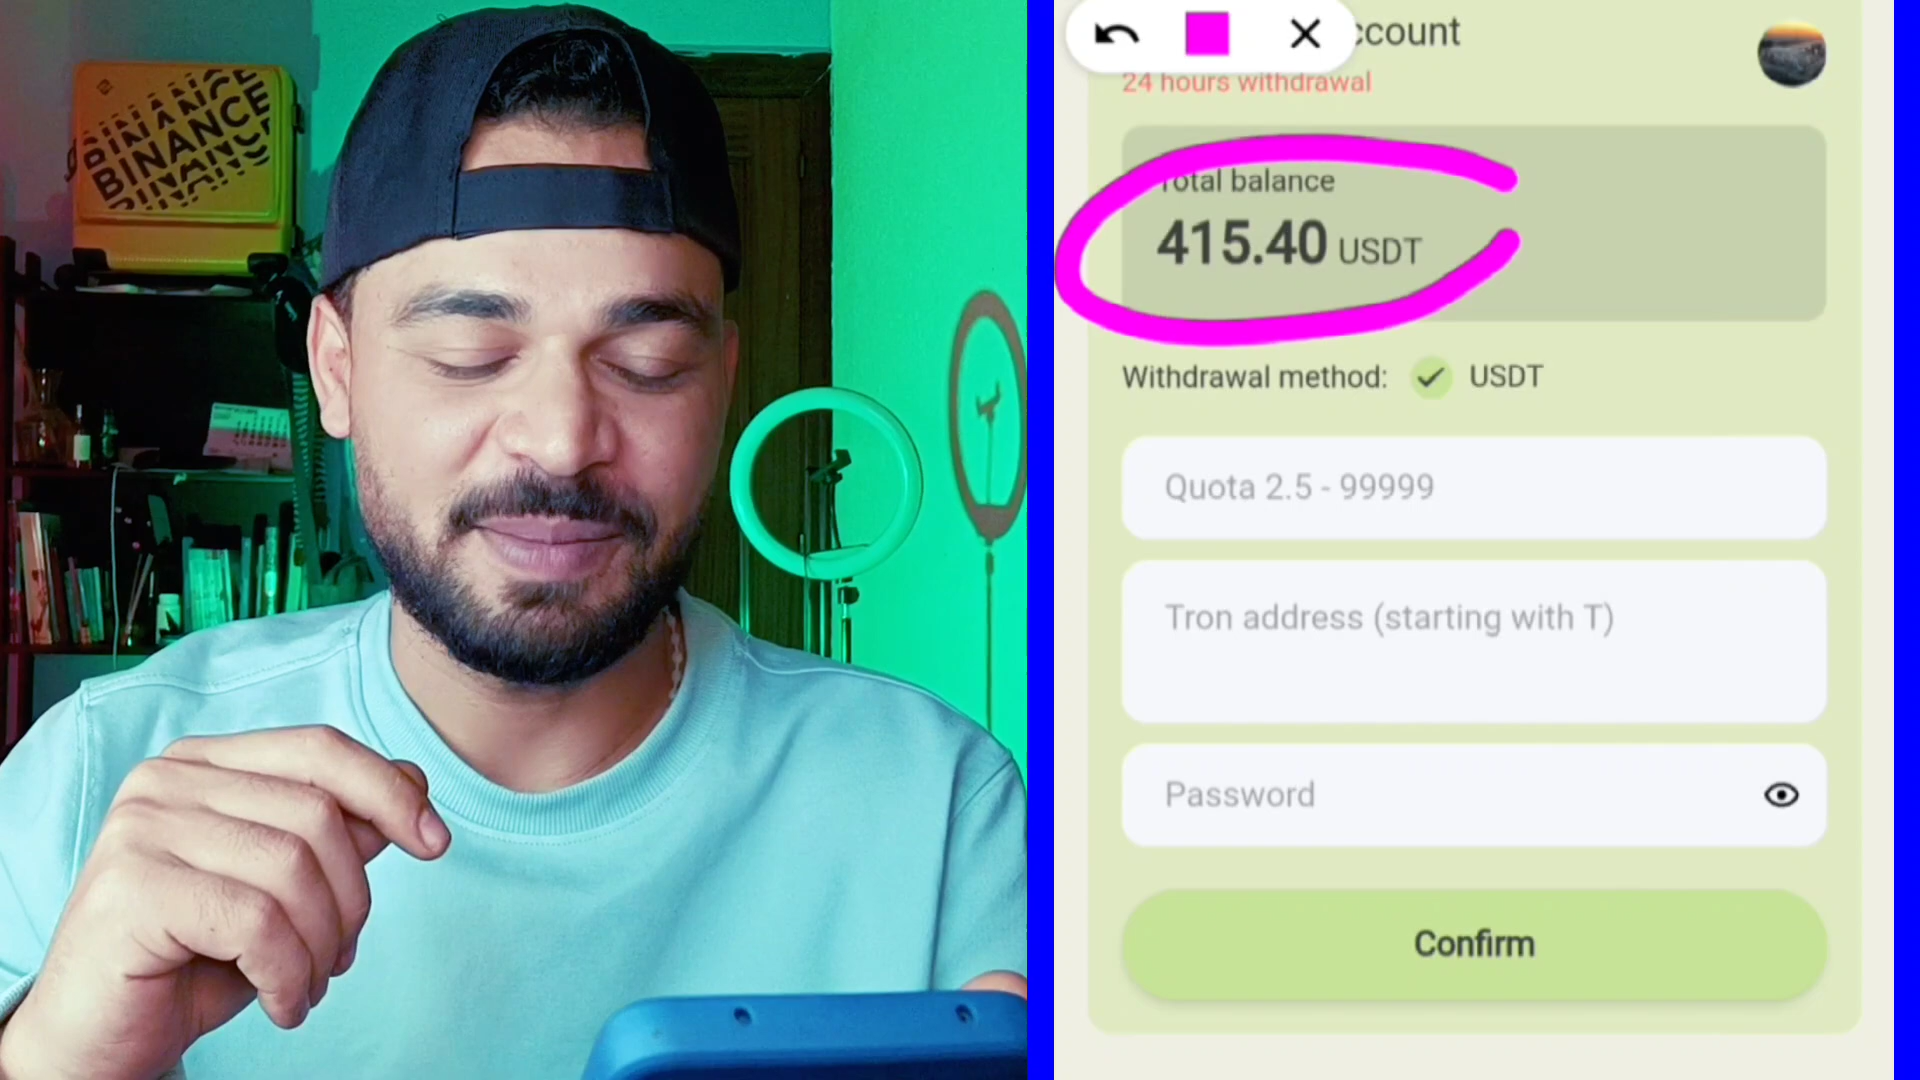 BINANCE
BINANCE
BINANCE
ccount
24 hours withdrawal
Total balance
415.40 USDT
Withdrawal method: USDT
Quota 2.5 - 99999
Tron address (starting with T)
Password
Confirm